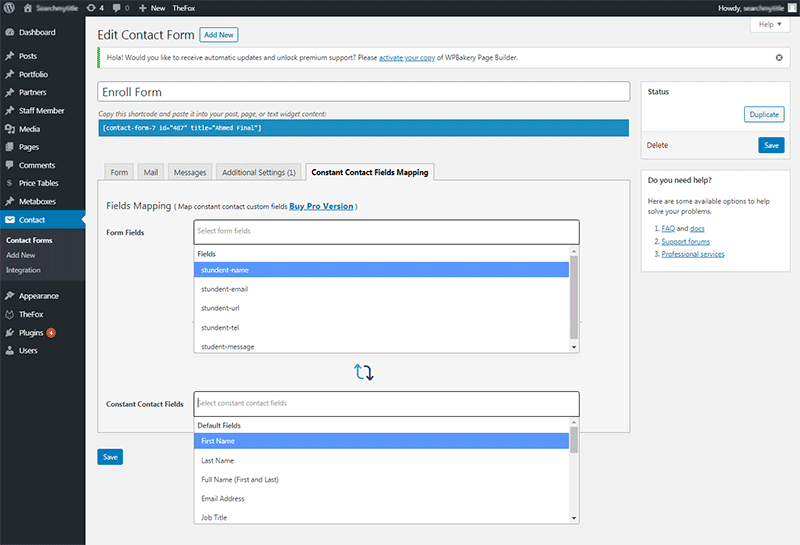 Searchmytitle 4 0 New TheFox Howdy, searchmytitle
Help
Dashboard
Posts
Portfolio
Partners
Staff Member
Media
Pages
Comments
Price Tables
Metaboxes
Contact
Contact Forms
Add New
Integration
Appearance
TheFox
Plugins 4
Users
Edit Contact Form Add New
Hola! Would you like to receive automatic updates and unlock premium support? Please activate your copy of WPBakery Page Builder.
Enroll Form
Copy this shortcode and paste it into your post, page, or text widget content:
[contact-form-7 id="487" title="Ahmed Final"]
Form Mail Messages Additional Settings (1) Constant Contact Fields Mapping
Fields Mapping ( Map constant contact custom fields Buy Pro Version )
Form Fields Select form fields
Fields
stundent-name
stundent-email
stundent-url
stundent-tel
student-message
Constant Contact Fields Select constant contact fields
Default Fields
First Name
Last Name
Full Name (First and Last)
Email Address
Job Title
Save
Status
Duplicate
Delete Save
Do you need help?
Here are some available options to help
solve your problems.
1. FAQ and docs
2. Support forums
3. Professional services